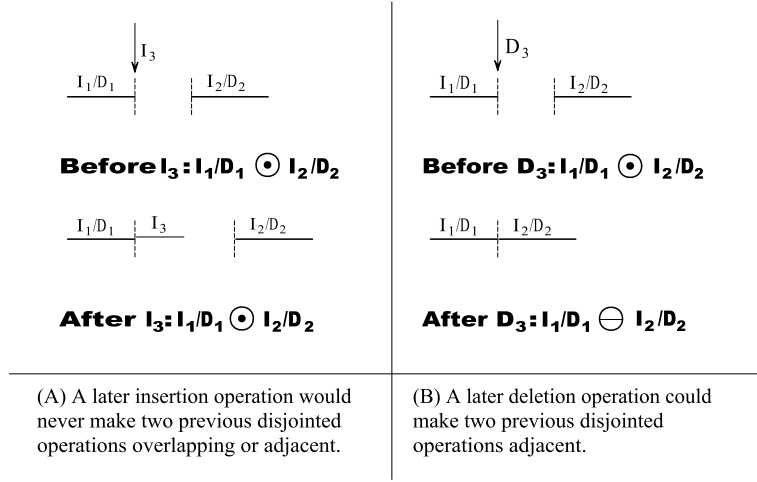 I₃
I₁/D₁ I₂/D₂
Before I₃: I₁/D₁ ⊙ I₂/D₂
I₁/D₁ I₃ I₂/D₂
After I₃: I₁/D₁ ⊙ I₂/D₂
(A) A later insertion operation would
never make two previous disjointed
operations overlapping or adjacent.
D₃
I₁/D₁ I₂/D₂
Before D₃: I₁/D₁ ⊙ I₂/D₂
I₁/D₁ I₂/D₂
After D₃: I₁/D₁ ⊖ I₂/D₂
(B) A later deletion operation could
make two previous disjointed
operations adjacent.